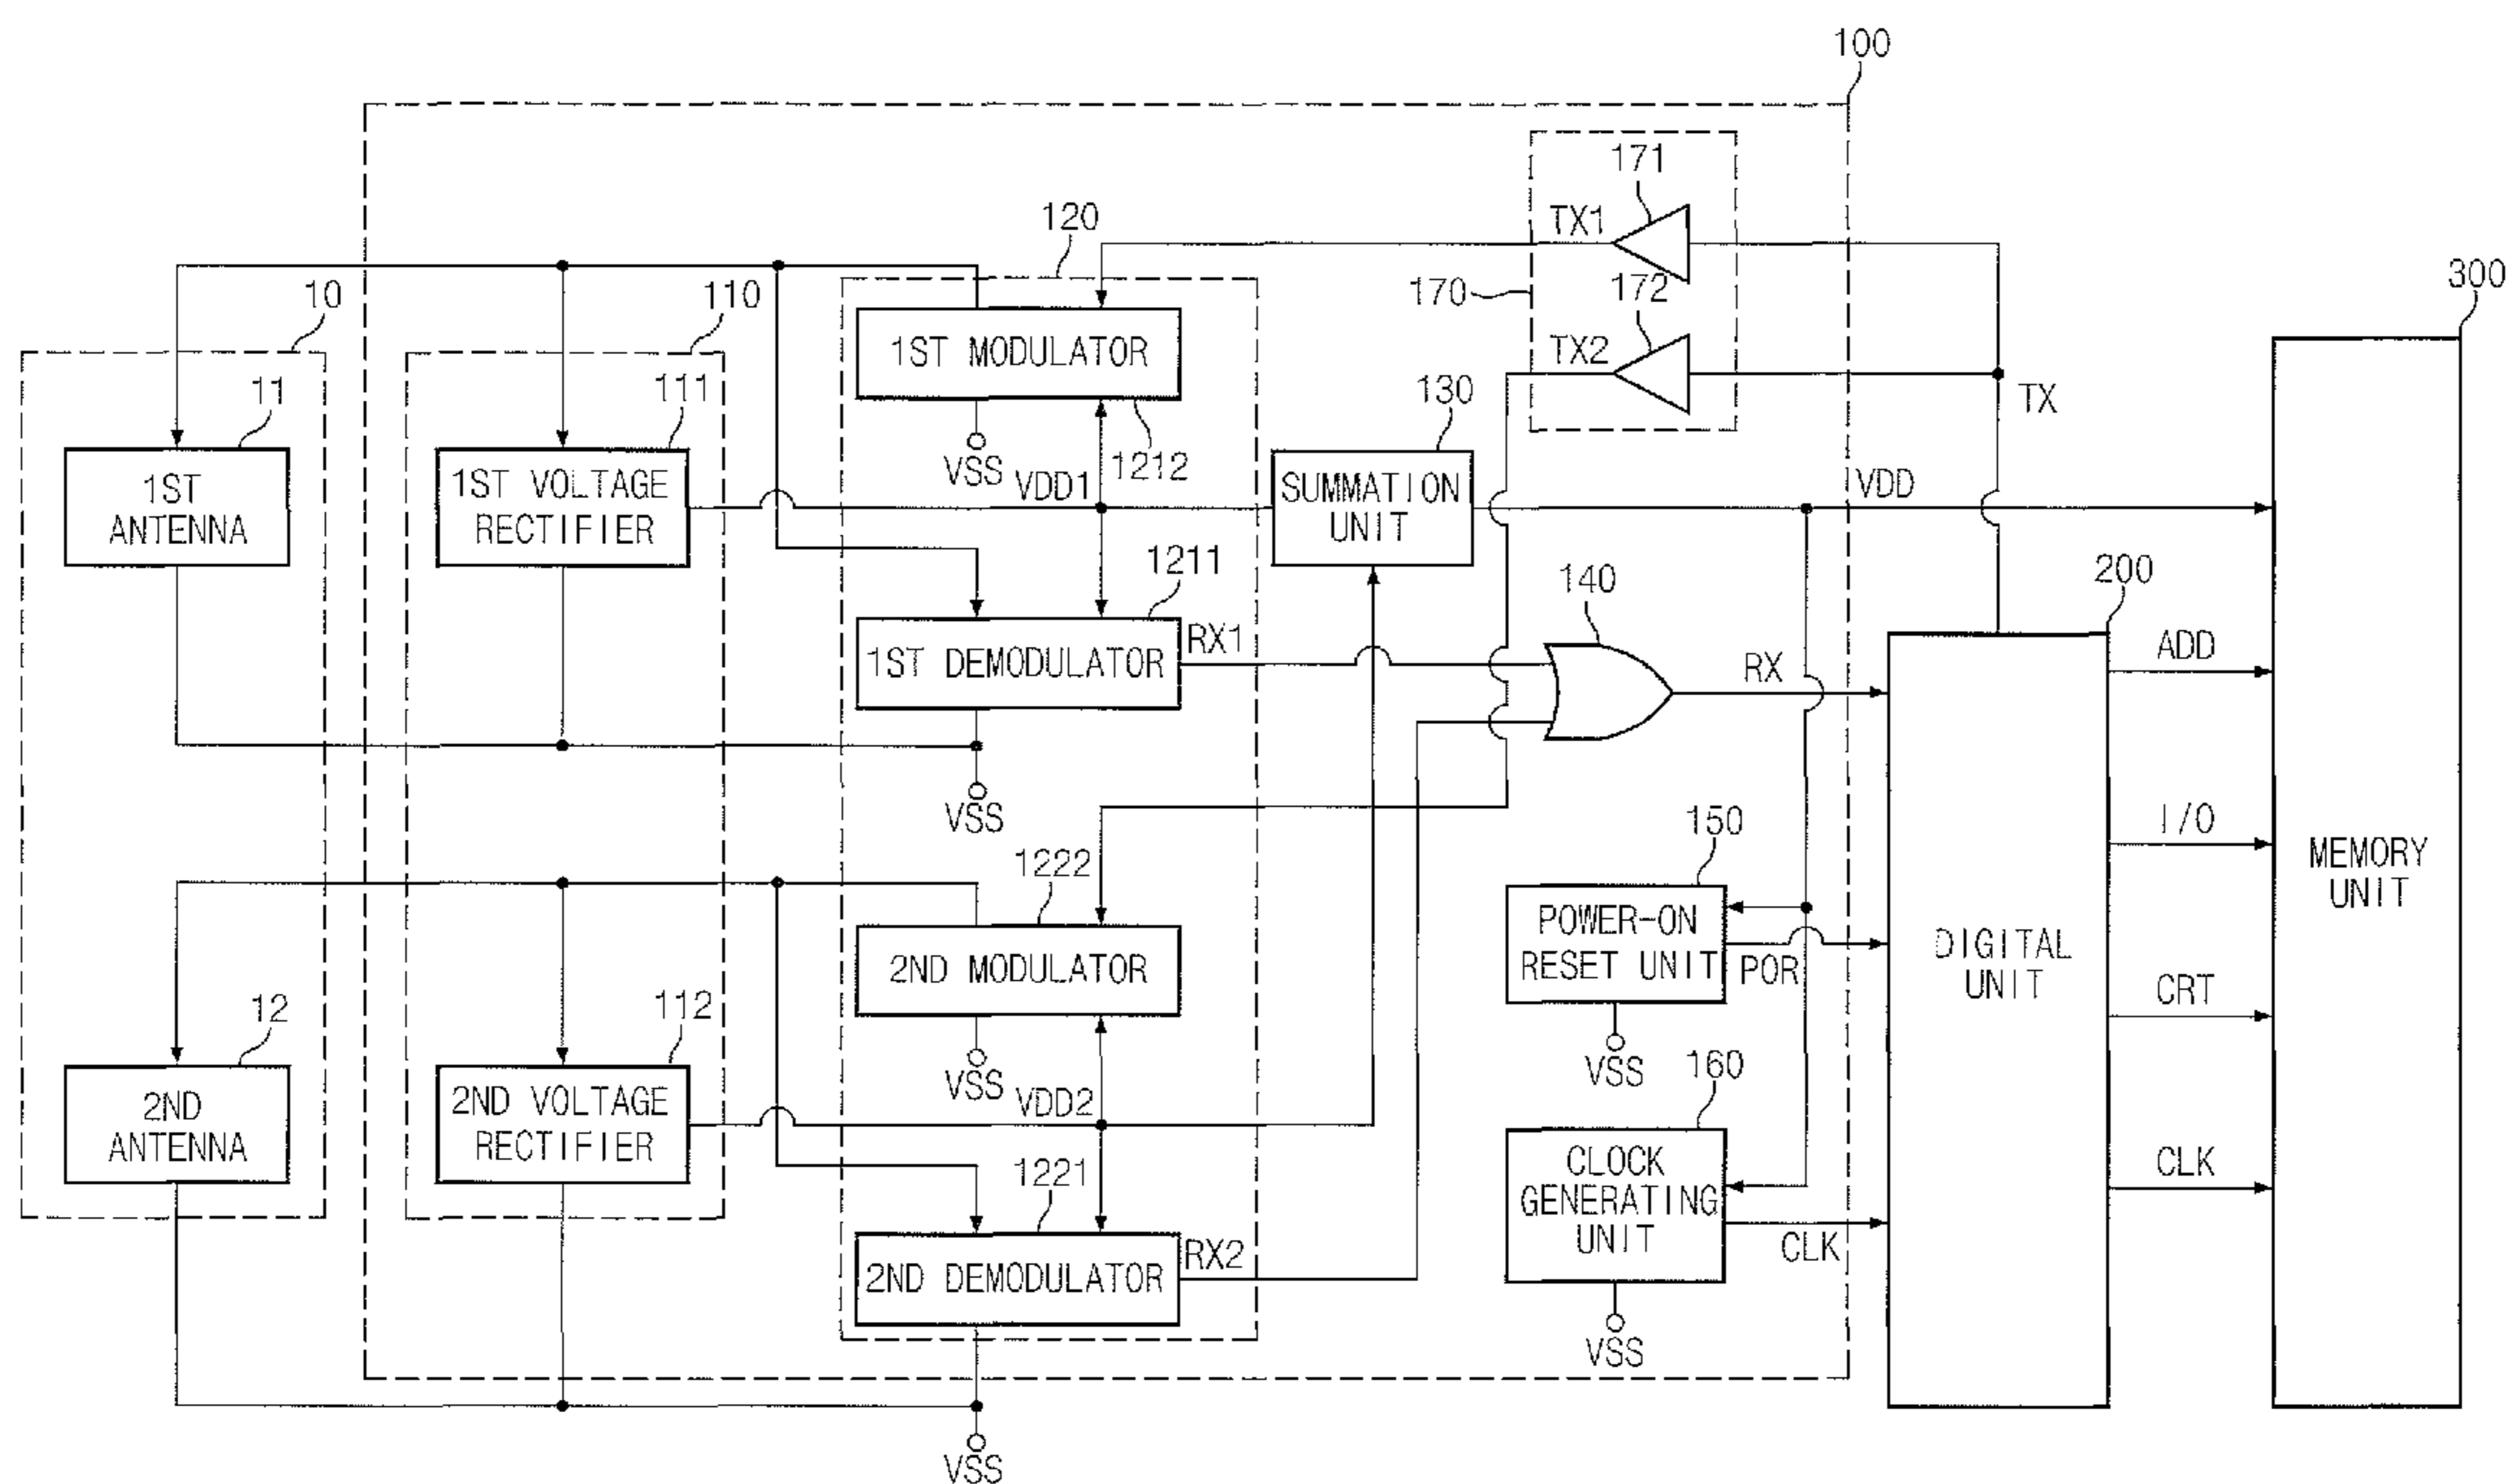 100
171
TX1
120
172
170
TX2
300
10
110
1ST MODULATOR
11
111
130
TX
VSS
1212
VDD1
VDD
1ST
ANTENNA
1ST VOLTAGE
RECTIFIER
SUMMATION
UNIT
1211
140
200
RX1
1ST DEMODULATOR
RX
ADD
VSS
150
I/O
1222
MEMORY
UNIT
POWER-ON
RESET UNIT
POR
DIGITAL
UNIT
2ND MODULATOR
CRT
12
112
VSS
VSS
160
VDD2
2ND
ANTENNA
2ND VOLTAGE
RECTIFIER
1221
CLOCK
GENERATING
UNIT
CLK
CLK
RX2
2ND DEMODULATOR
VSS
VSS